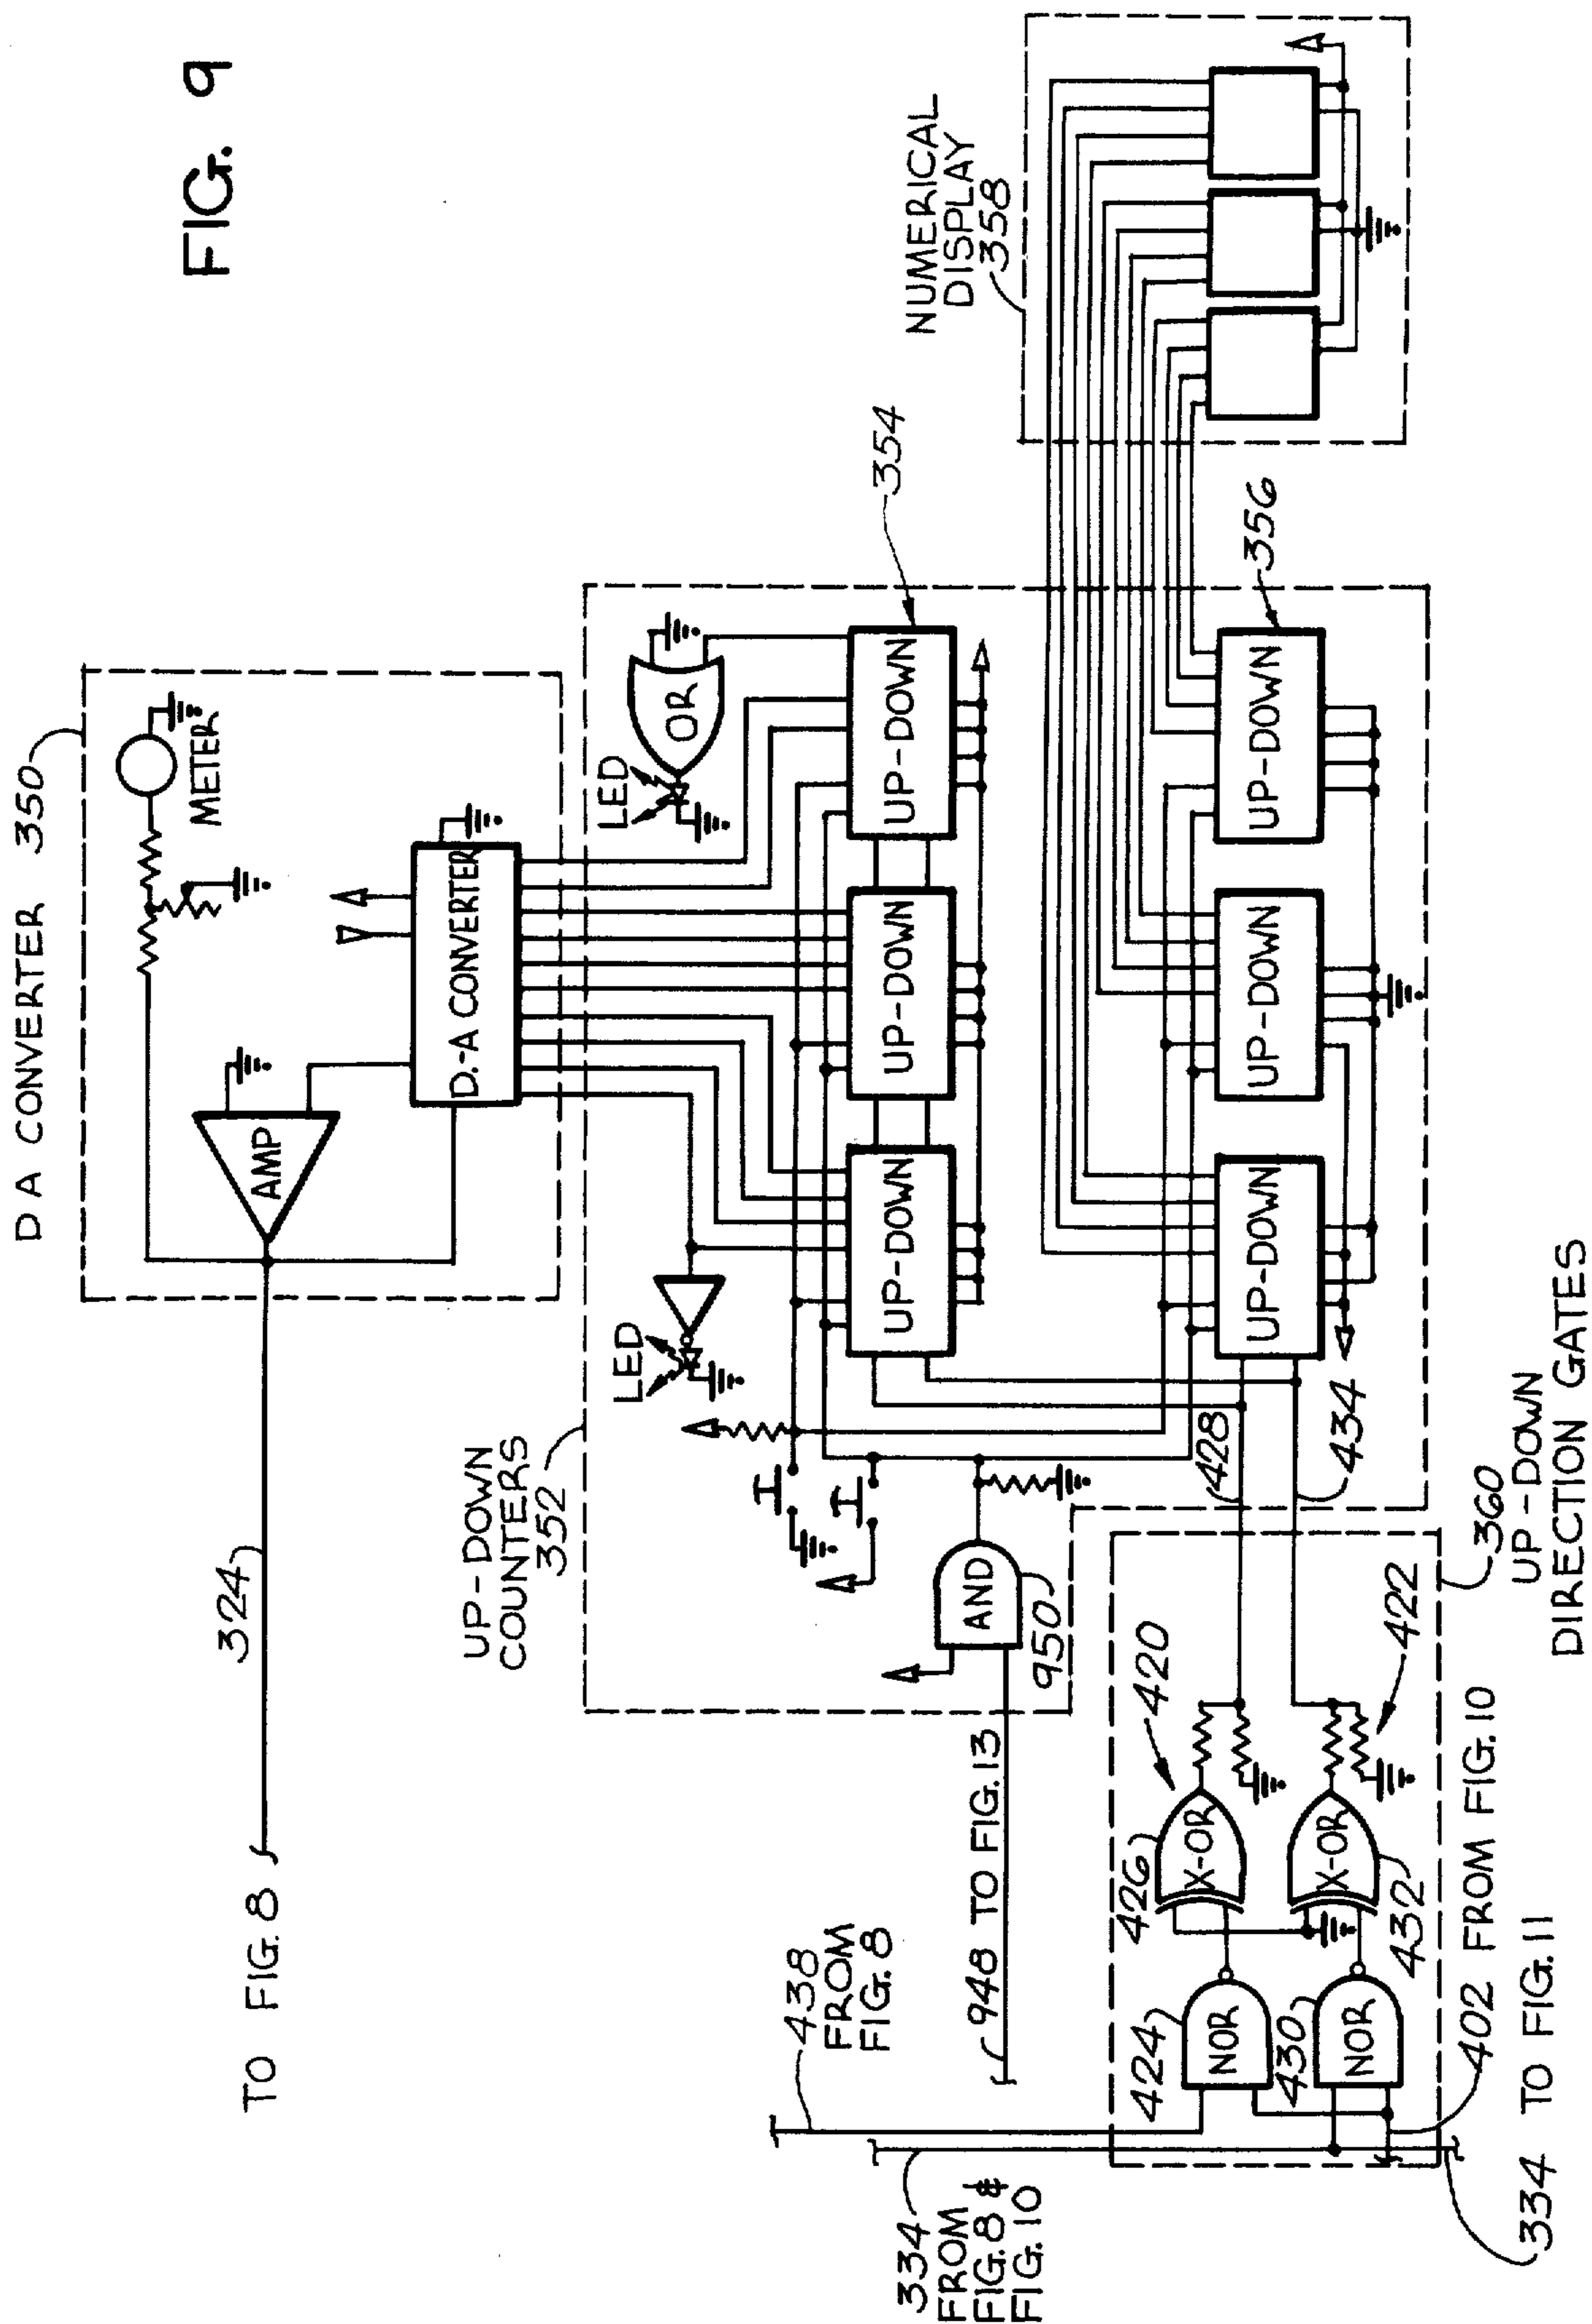 FIG. 9
D A CONVERTER 350
METER
AMP
D.-A CONVERTER
324
TO FIG. 8
UP-DOWN
COUNTERS
352
LED
LED
OR
354
UP-DOWN
UP-DOWN
UP-DOWN
NUMERICAL
DISPLAY
358
356
UP-DOWN
UP-DOWN
UP-DOWN
AND
950
948 TO FIG. 13
428
434
438
FROM
FIG. 8
334
FROM
FIG. 8 &
FIG. 10
420
426
X-OR
424
NOR
422
X-OR
432
430
NOR
360
UP-DOWN
DIRECTION GATES
402 FROM FIG. 10
334 TO FIG. 11